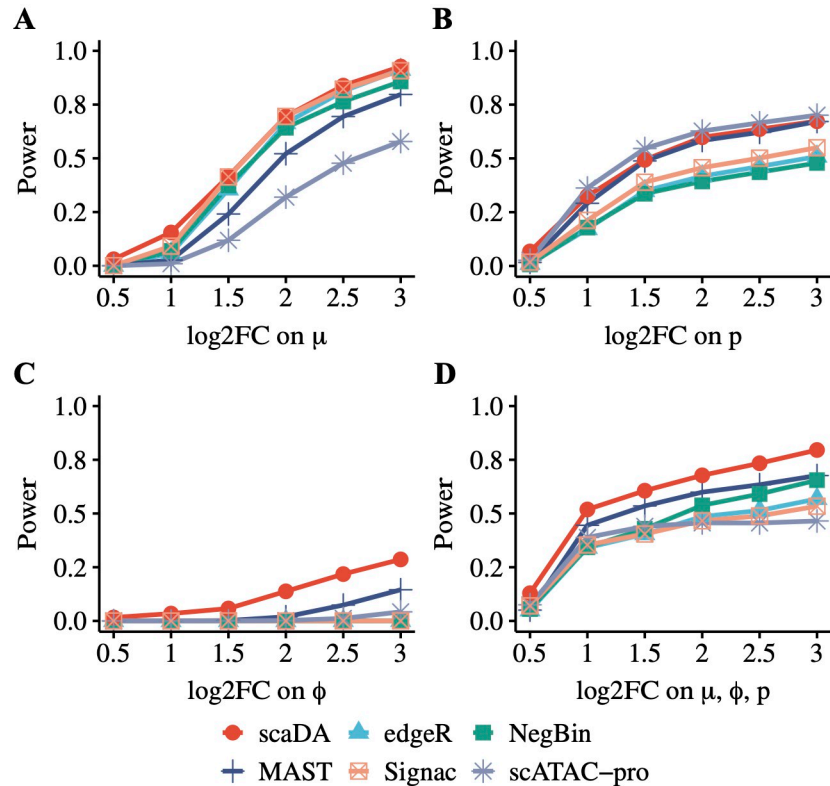 A
B
1.0
0.8
0.5
0.2
0.0
Power
0.5 1 1.5 2 2.5 3
log2FC on μ
1.0
0.8
0.5
0.2
0.0
Power
0.5 1 1.5 2 2.5 3
log2FC on p
C
D
1.0
0.8
0.5
0.2
0.0
Power
0.5 1 1.5 2 2.5 3
log2FC on ϕ
1.0
0.8
0.5
0.2
0.0
Power
0.5 1 1.5 2 2.5 3
log2FC on μ, ϕ, p
scaDA edgeR NegBin
MAST Signac scATAC−pro